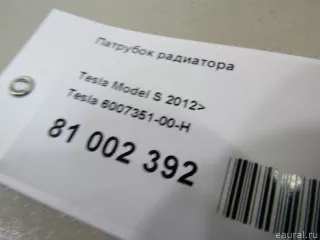 Патрубок радиатора
Tesla Model S 2012>
Tesla 6007351-00-H
81 002 392
eaural.ru